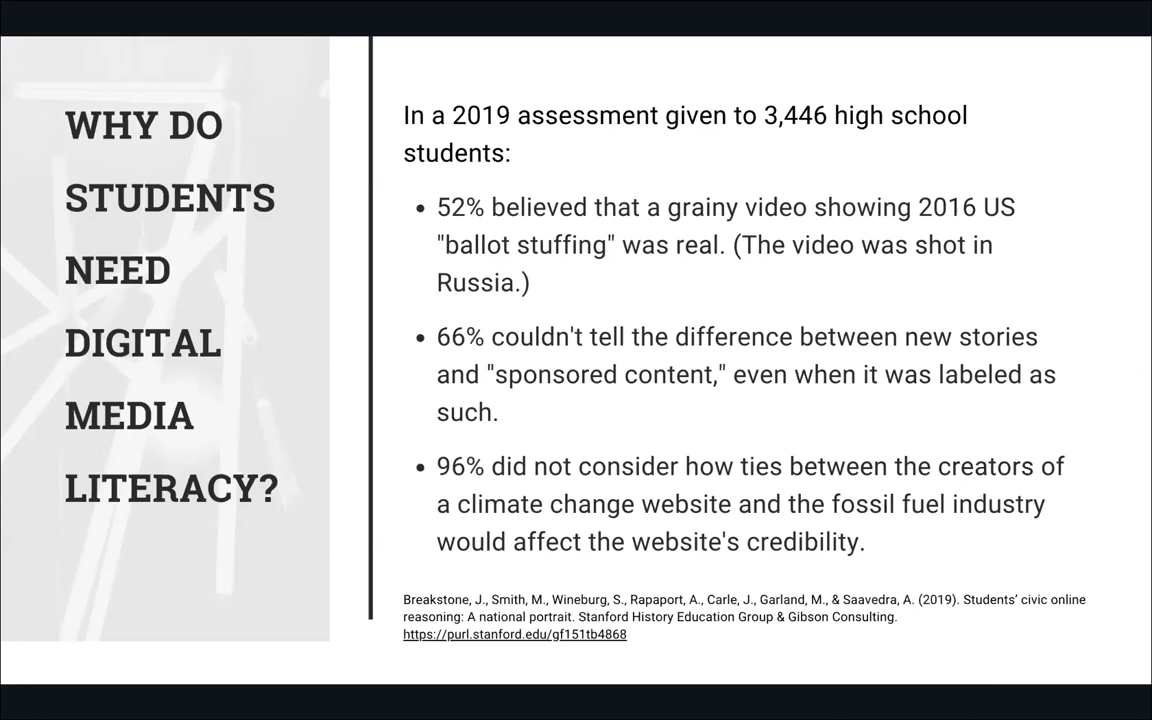 WHY DO
STUDENTS
NEED
DIGITAL
MEDIA
LITERACY?
In a 2019 assessment given to 3,446 high school
students:
• 52% believed that a grainy video showing 2016 US
"ballot stuffing" was real. (The video was shot in
Russia.)
• 66% couldn't tell the difference between new stories
and "sponsored content," even when it was labeled as
such.
• 96% did not consider how ties between the creators of
a climate change website and the fossil fuel industry
would affect the website's credibility.
Breakstone, J., Smith, M., Wineburg, S., Rapaport, A., Carle, J., Garland, M., & Saavedra, A. (2019). Students’ civic online
reasoning: A national portrait. Stanford History Education Group & Gibson Consulting.
https://purl.stanford.edu/gf151tb4868